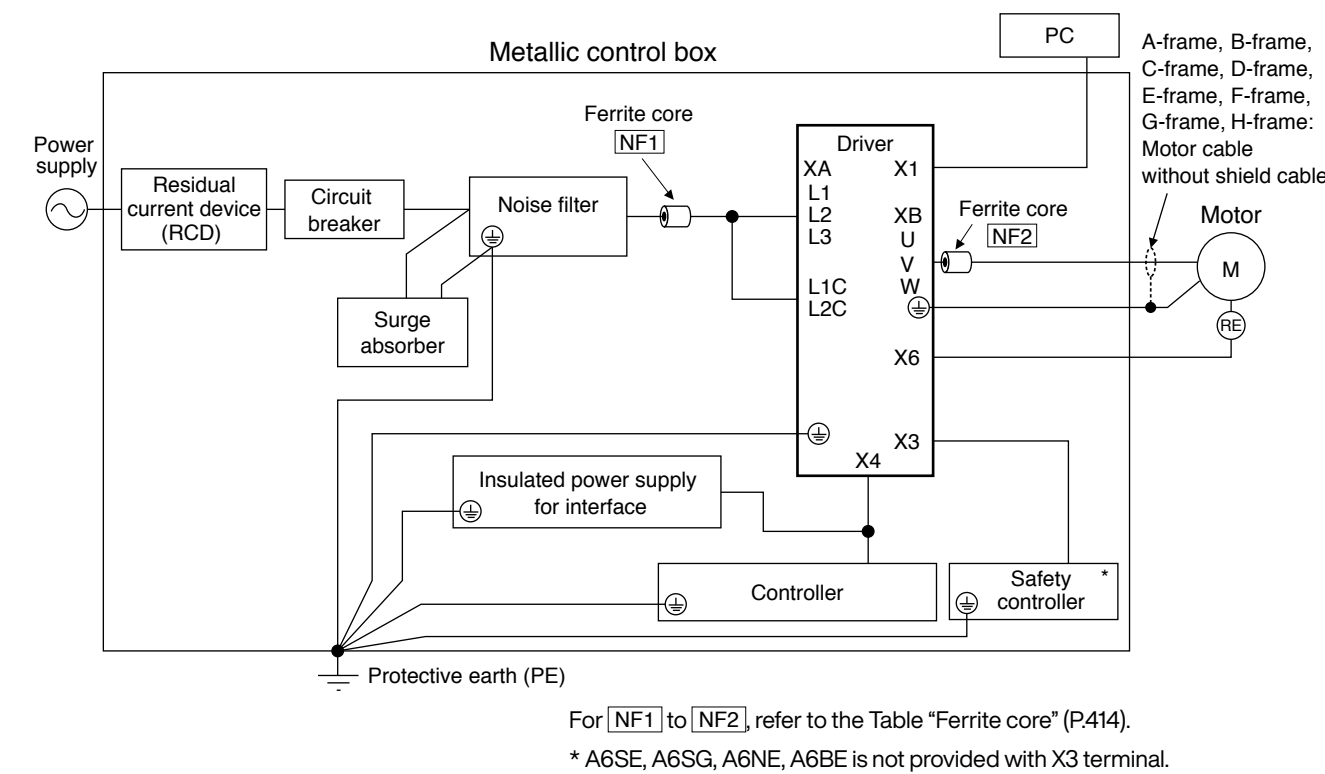 PC
A-frame, B-frame,
C-frame, D-frame,
E-frame, F-frame,
G-frame, H-frame:
Motor cable
without shield cable
Metallic control box
Power
supply
Residual
current device
(RCD)
Circuit
breaker
Noise filter
Surge
absorber
Ferrite core
NF1
Driver
XA
L1
L2
L3
L1C
L2C
X1
XB
U
V
W
X6
X3
X4
Ferrite core
NF2
Motor
M
RE
Insulated power supply
for interface
Controller
Safety *
controller
Protective earth (PE)
For NF1 to NF2, refer to the Table “Ferrite core” (P.414).
* A6SE, A6SG, A6NE, A6BE is not provided with X3 terminal.